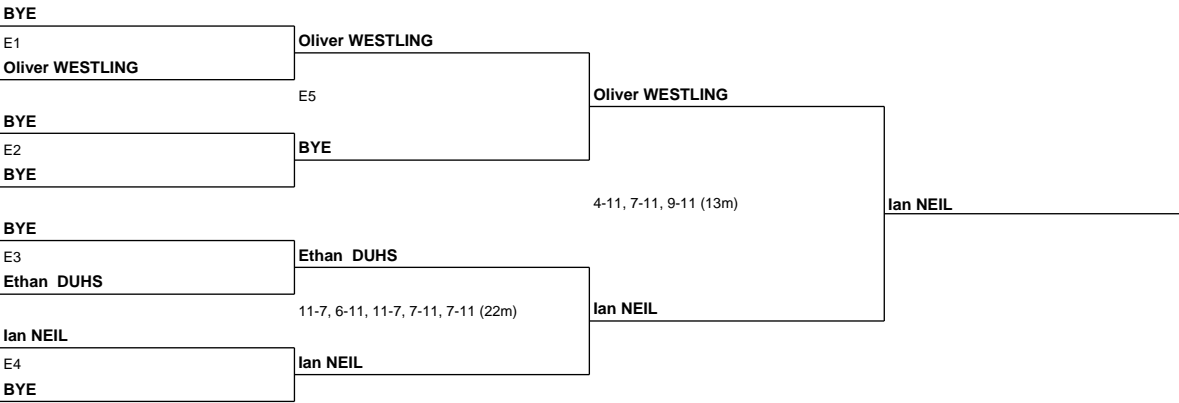 BYE
E1
Oliver WESTLING
BYE
E2
BYE
BYE
E3
Ethan DUHS
Ian NEIL
E4
BYE
Oliver WESTLING
E5
BYE
Ethan DUHS
11-7, 6-11, 11-7, 7-11, 7-11 (22m)
Ian NEIL
Oliver WESTLING
4-11, 7-11, 9-11 (13m)
Ian NEIL
Ian NEIL